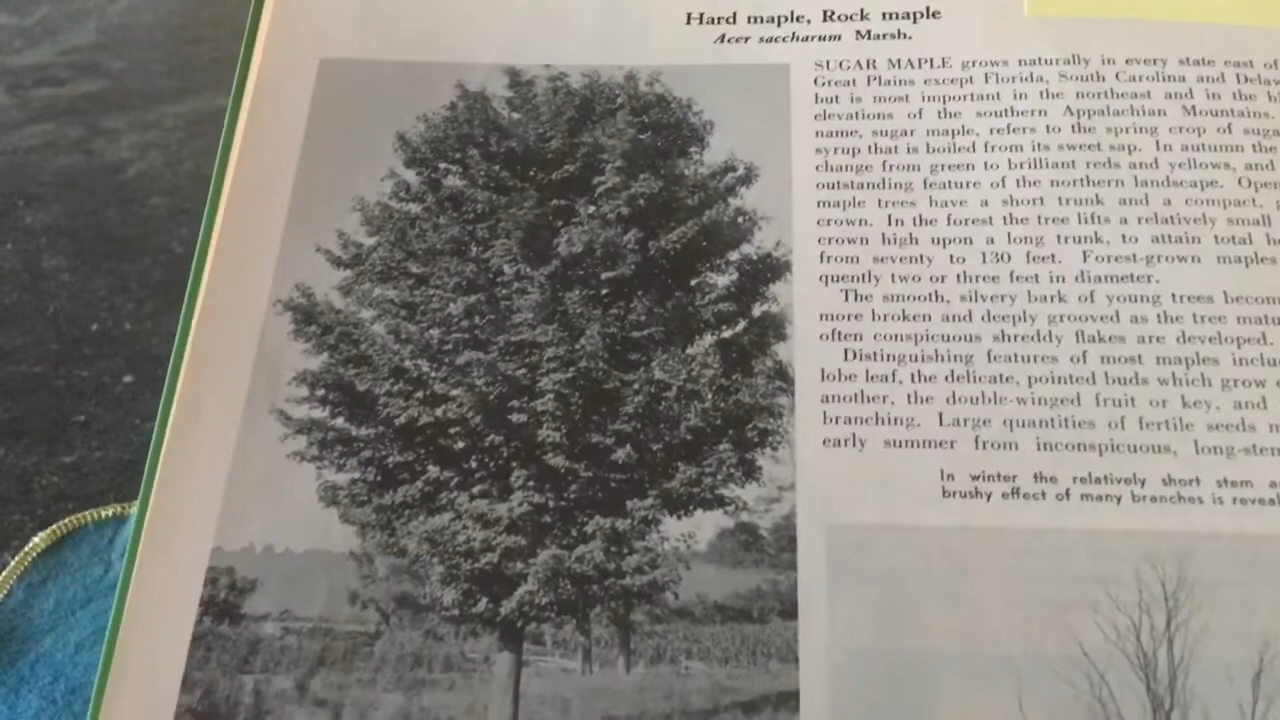 Hard maple, Rock maple
Acer saccharum Marsh.
SUGAR MAPLE grows naturally in every state east of
Great Plains except Florida, South Carolina and
but is most important in the northeast and in the
elevations of the southern Appalachian Mountains.
name, sugar maple, refers to the spring crop of
syrup that is boiled from its sweet sap. In autumn the
change from green to brilliant reds and yellows, and
outstanding feature of the northern landscape.
maple trees have a short trunk and a compact,
crown. In the forest the tree lifts a relatively small
crown high upon a long trunk, to attain total
from seventy to 130 feet. Forest-grown maples
quently two or three feet in diameter.
The smooth, silvery bark of young trees
more broken and deeply grooved as the tree
often conspicuous shreddy flakes are developed.
Distinguishing features of most maples
lobe leaf, the delicate, pointed buds which grow
another, the double-winged fruit or key, and
branching. Large quantities of fertile seeds
early summer from inconspicuous,
In winter the relatively short stem
brushy effect of many branches is